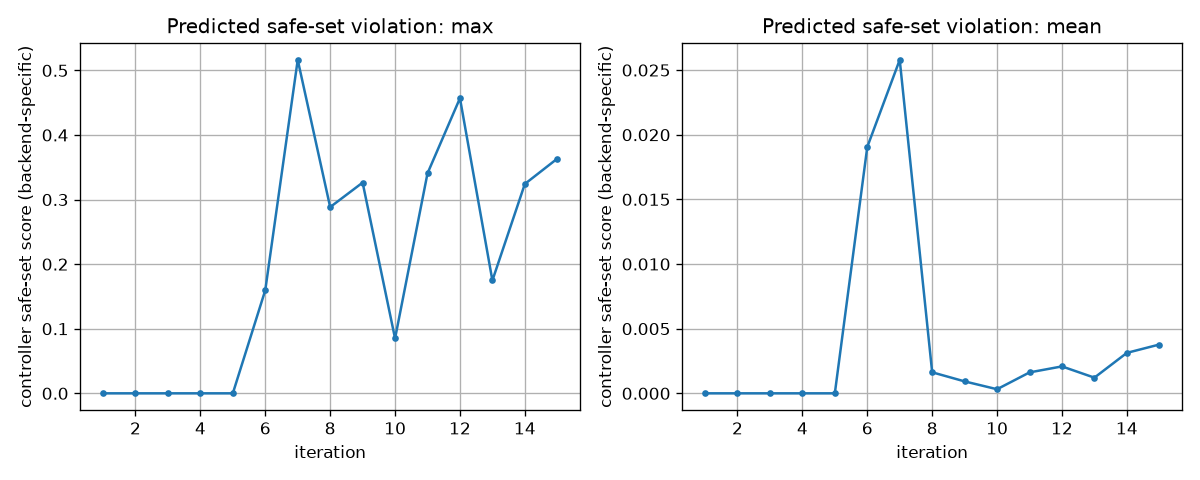 Predicted safe-set violation: max
controller safe-set score (backend-specific)
0.5
0.4
0.3
0.2
0.1
0.0
2 4 6 8 10 12 14
iteration
Predicted safe-set violation: mean
controller safe-set score (backend-specific)
0.025
0.020
0.015
0.010
0.005
0.000
2 4 6 8 10 12 14
iteration